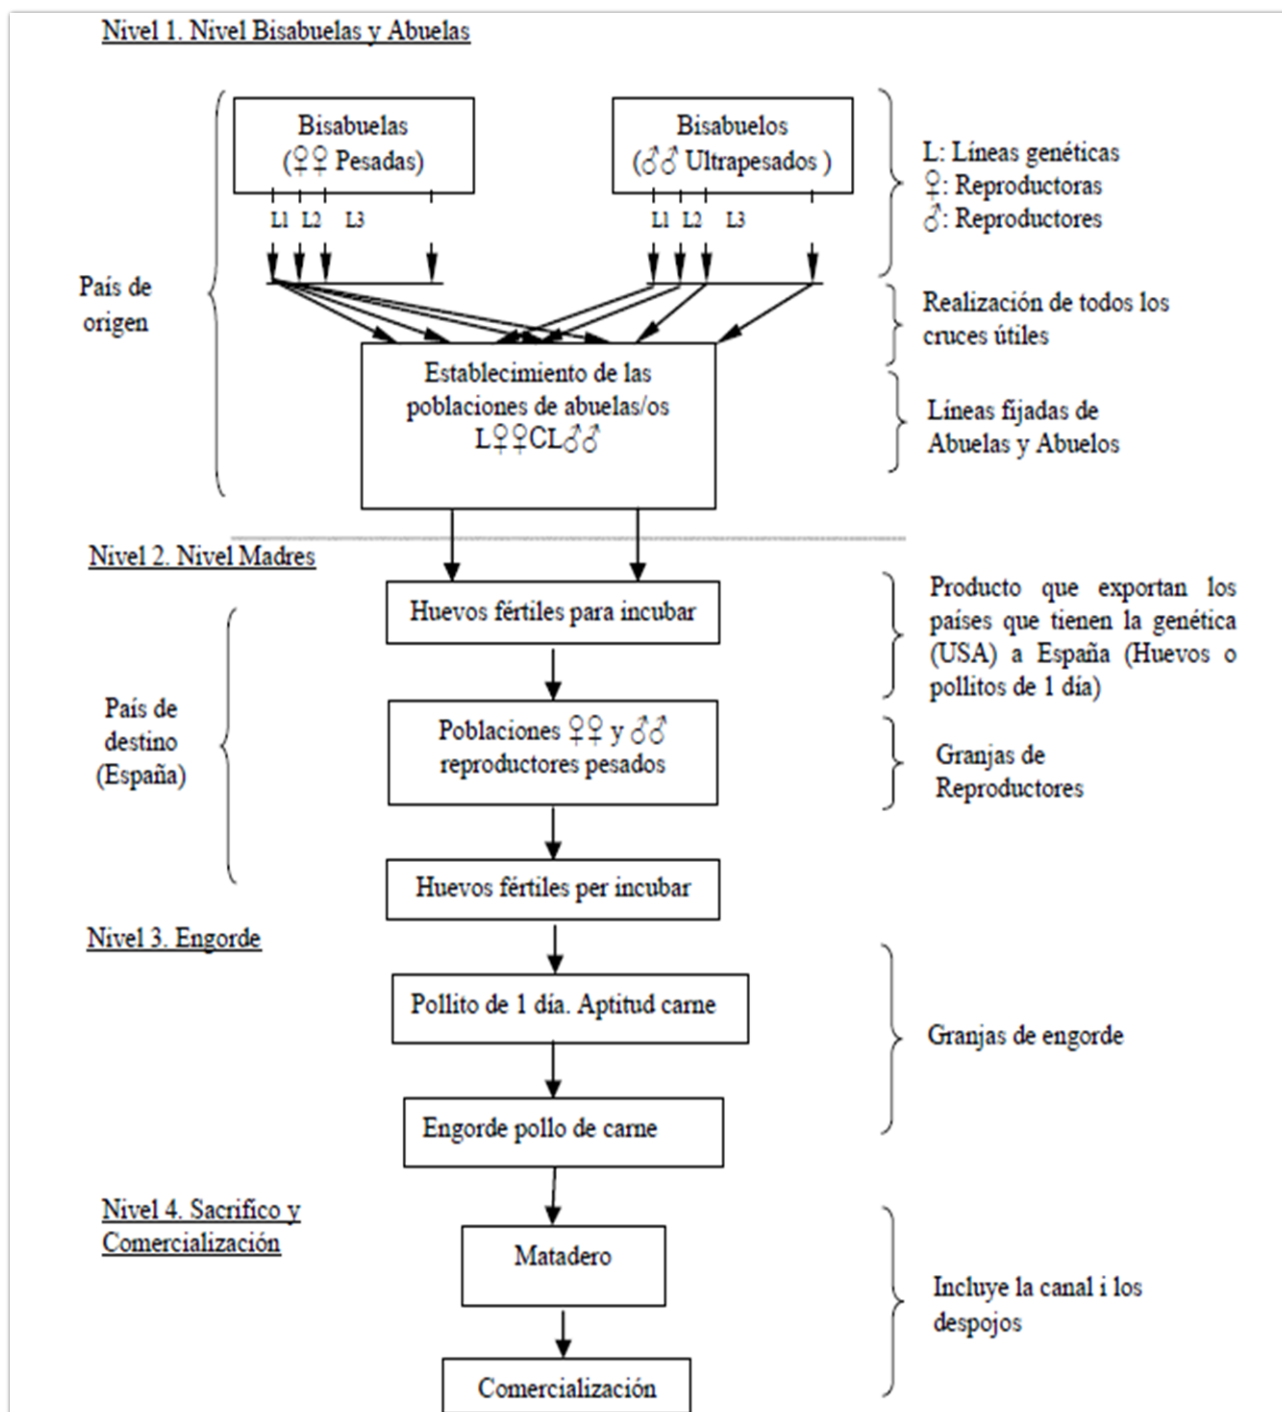 Nivel 1. Nivel Bisabuelas y Abuelas
Bisabuelas
(♀♀ Pesadas)
Bisabuelos
(♂♂ Ultrapesados )
L: Líneas genéticas
♀: Reproductoras
♂: Reproductores
L1 L2 L3
L1 L2 L3
País de
origen
Realización de todos los
cruces útiles
Establecimiento de las
poblaciones de abuelas/os
L♀♀CL♂♂
Líneas fijadas de
Abuelas y Abuelos
Nivel 2. Nivel Madres
Huevos fértiles para incubar
Producto que exportan los
países que tienen la genética
(USA) a España (Huevos o
pollitos de 1 día)
País de
destino
(España)
Poblaciones ♀♀ y ♂♂
reproductores pesados
Granjas de
Reproductores
Huevos fértiles per incubar
Nivel 3. Engorde
Pollito de 1 día. Aptitud carne
Granjas de engorde
Engorde pollo de carne
Nivel 4. Sacrifico y
Comercialización
Matadero
Incluye la canal i los
despojos
Comercialización